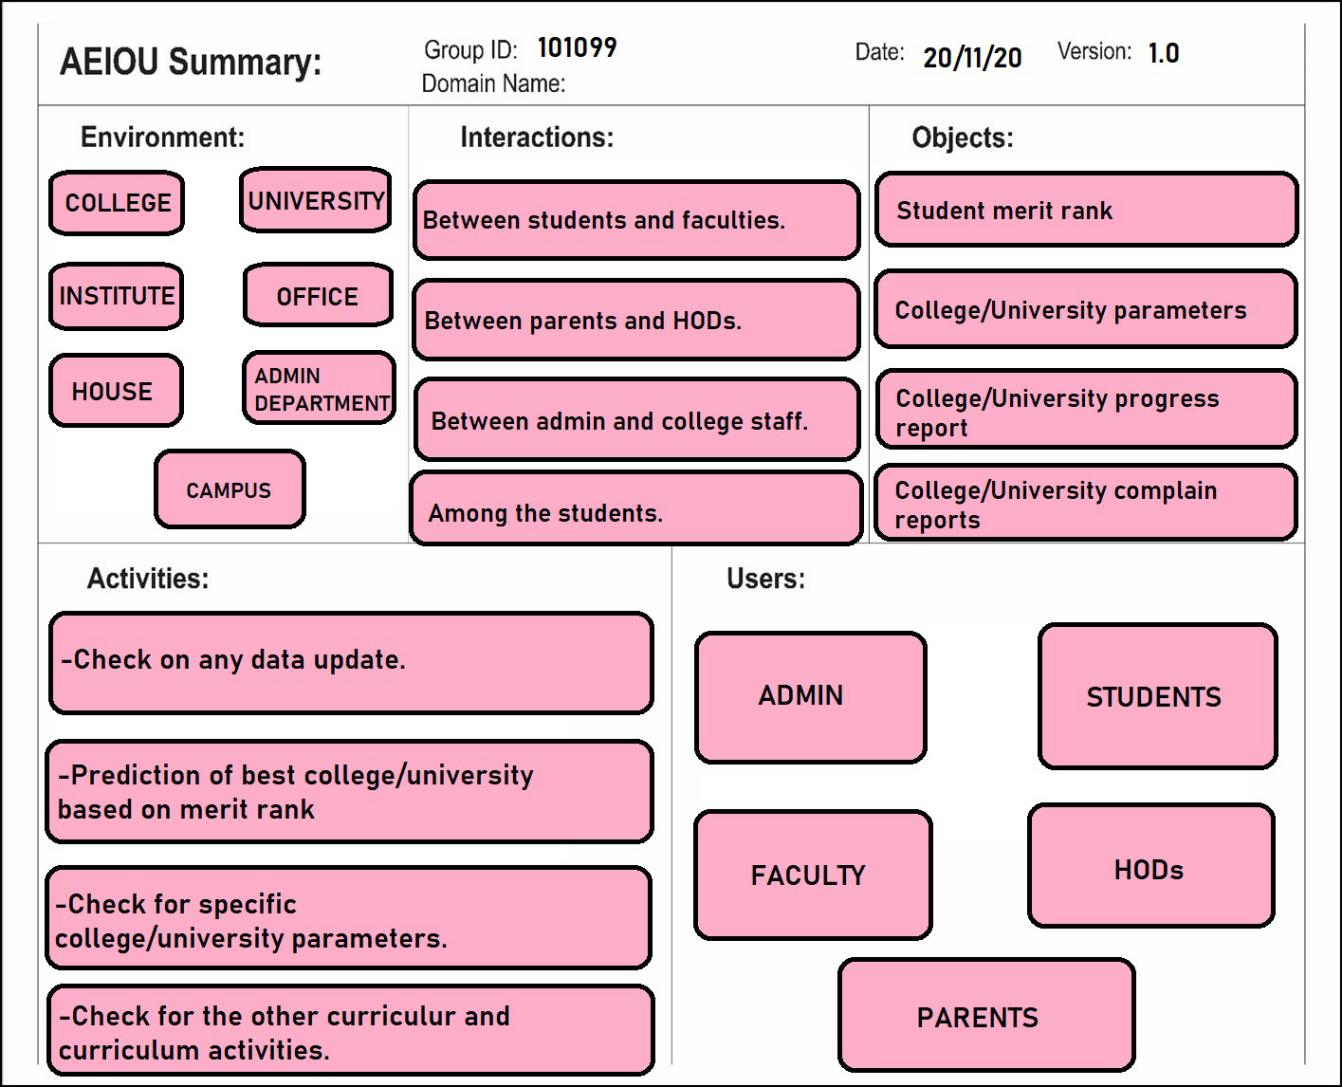 AEIOU Summary:
Group ID: 101099
Domain Name:
Date: 20/11/20
Version: 1.0
Environment:
COLLEGE
UNIVERSITY
INSTITUTE
OFFICE
HOUSE
ADMIN
DEPARTMENT
CAMPUS
Interactions:
Between students and faculties.
Between parents and HODs.
Between admin and college staff.
Among the students.
Objects:
Student merit rank
College/University parameters
College/University progress
report
College/University complain
reports
Activities:
-Check on any data update.
-Prediction of best college/university
based on merit rank
-Check for specific
college/university parameters.
-Check for the other curriculur and
curriculum activities.
Users:
ADMIN
STUDENTS
FACULTY
HODs
PARENTS